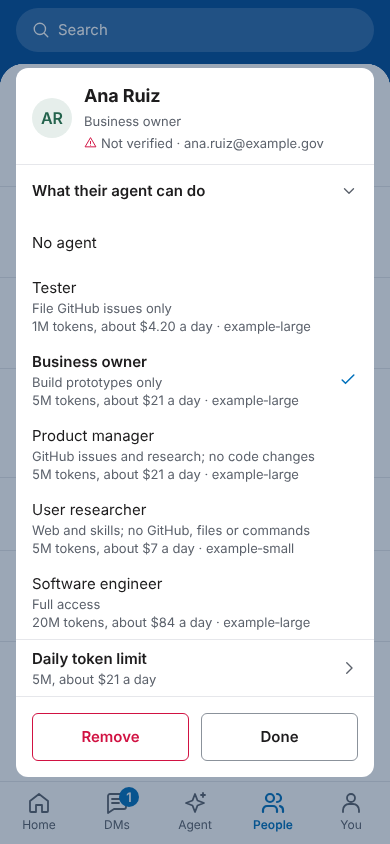 Search
AR
Ana Ruiz
Business owner
Not verified · ana.ruiz@example.gov
What their agent can do
No agent
Tester
File GitHub issues only
1M tokens, about $4.20 a day · example-large
Business owner
Build prototypes only
5M tokens, about $21 a day · example-large
Product manager
GitHub issues and research; no code changes
5M tokens, about $21 a day · example-large
User researcher
Web and skills; no GitHub, files or commands
5M tokens, about $7 a day · example-small
Software engineer
Full access
20M tokens, about $84 a day · example-large
Daily token limit
5M, about $21 a day
Remove
Done
1
Home
DMs
Agent
People
You